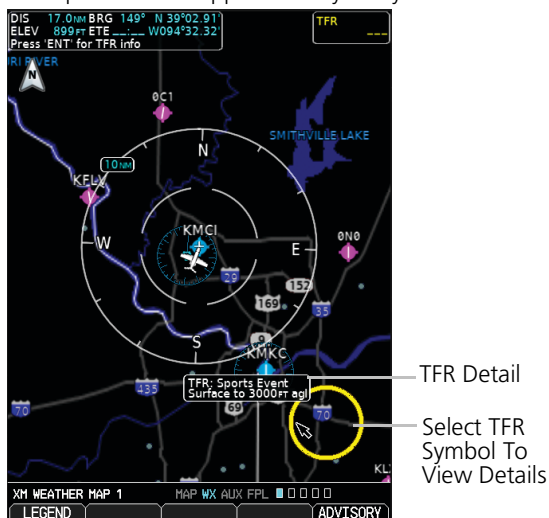 DIS 17.0NM BRG 149° N 39°02.91'
ELEV 899FT ETE __:__ W094°32.32'
Press 'ENT' for TFR info
TFR
___
URI RIVER
N
0C1
SMITHVILLE LAKE
N
10NM
KFLV
KMCI
W
E
0N0
29
152
169
35
9
S
KMKC
TFR: Sports Event
Surface to 3000FT agl
TFR Detail
435
69
70
70
Select TFR
Symbol To
View Details
XM WEATHER MAP 1
MAP WX AUX FPL
LEGEND
ADVISORY